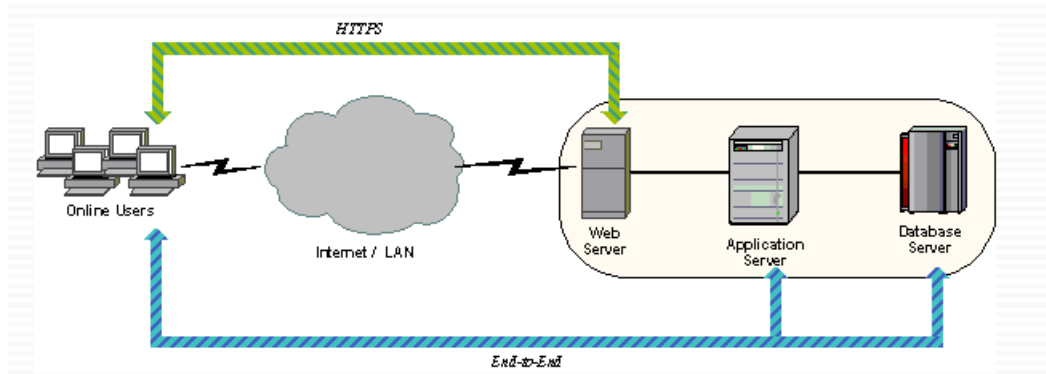 HTTPS
Online Users
Internet / LAN
Web
Server
Application
Server
Database
Server
End-to-End